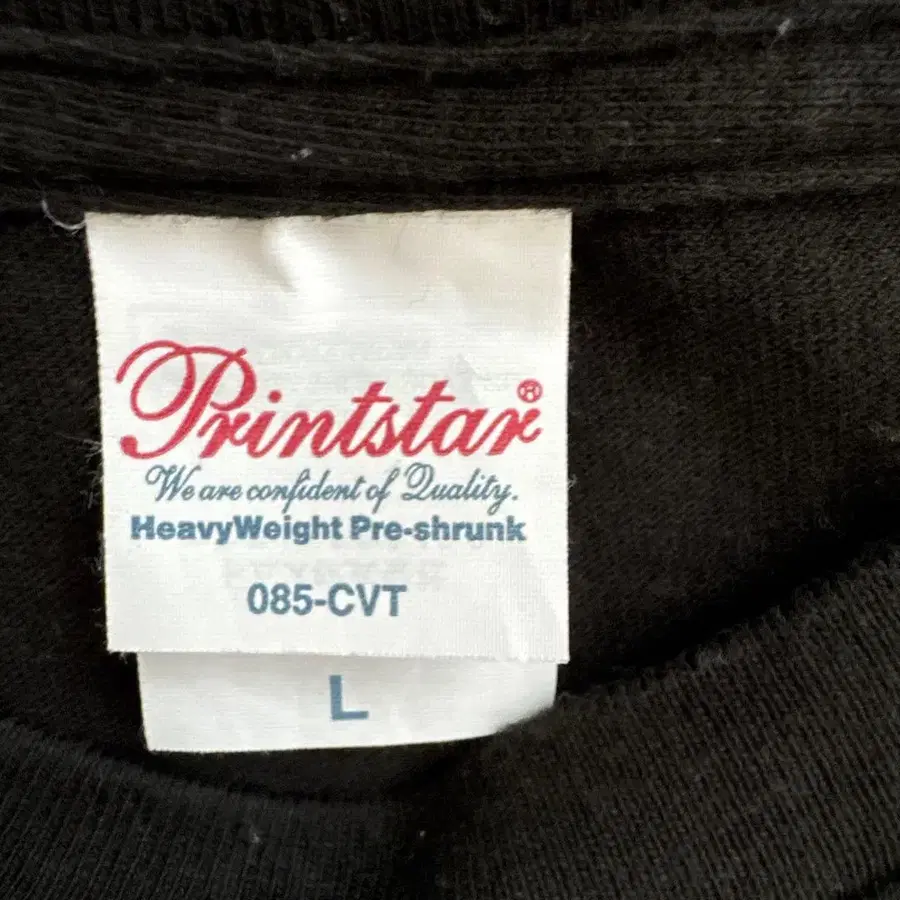 Printstar®
We are confident of Quality.
HeavyWeight Pre-shrunk
085-CVT
L